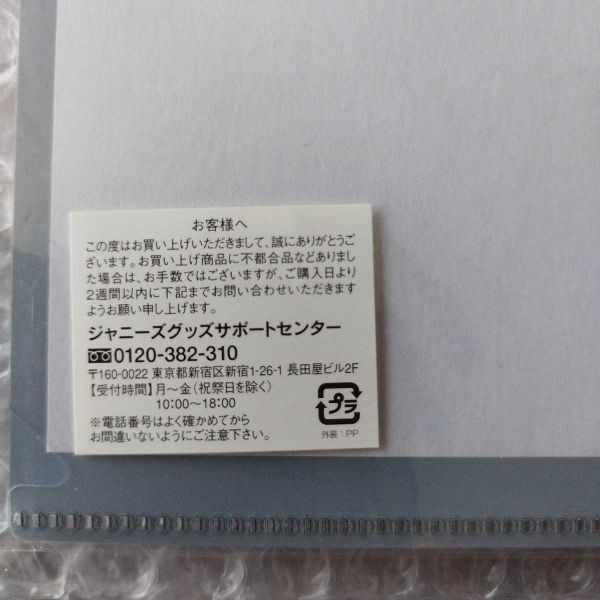 お客様へ
この度はお買い上げいただきまして、誠にありがとうご
ざいます。お買い上げ商品に不都合品などありまし
た場合は、お手数ではございますが、ご購入日より
2週間以内に下記までお問い合わせいただきます
ようお願い申し上げます。
ジャニーズグッズサポートセンター
0120-382-310
〒160-0022 東京都新宿区新宿1-26-1 長田屋ビル2F
【受付時間】月〜金(祝祭日を除く)
10:00〜18:00
※電話番号はよく確かめてから
お間違いないようにご注意下さい。
プラ
外装:PP